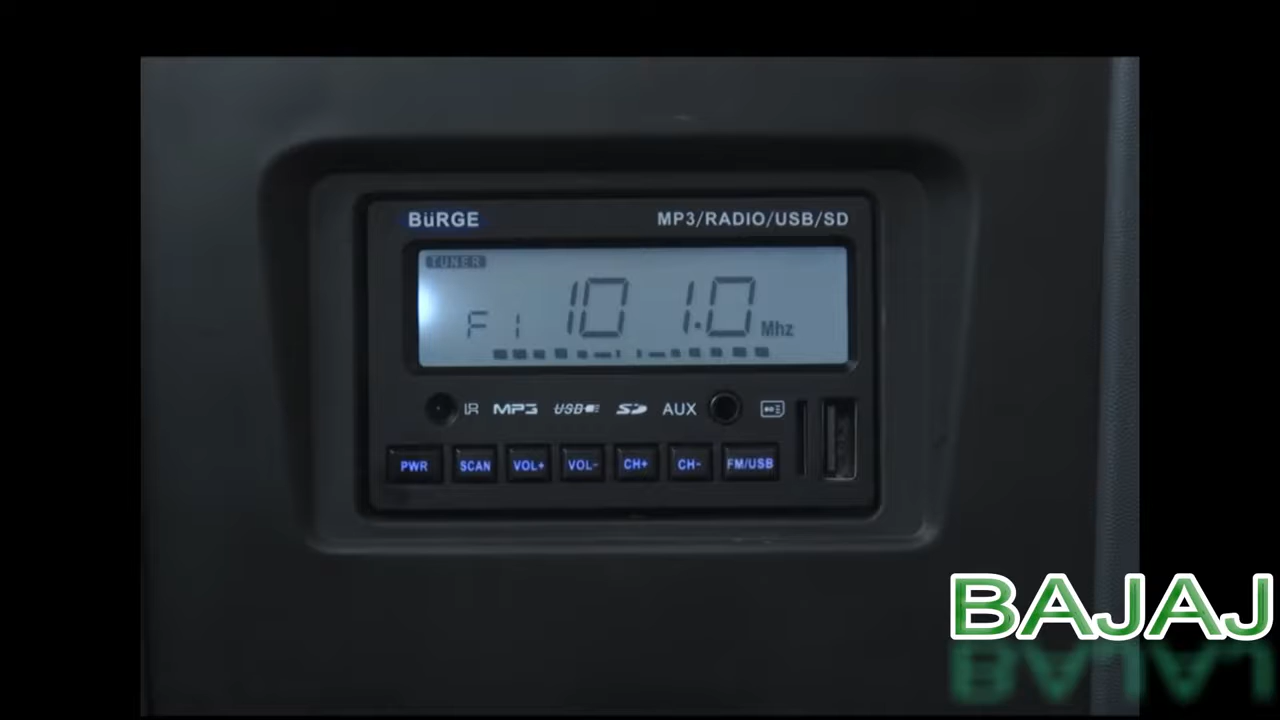 BüRGE
MP3/RADIO/USB/SD
TUNER
F1 101.0 Mhz
IR MP3 USB SD AUX
PWR SCAN VOL+ VOL- CH+ CH- FM/USB
BAJAJ